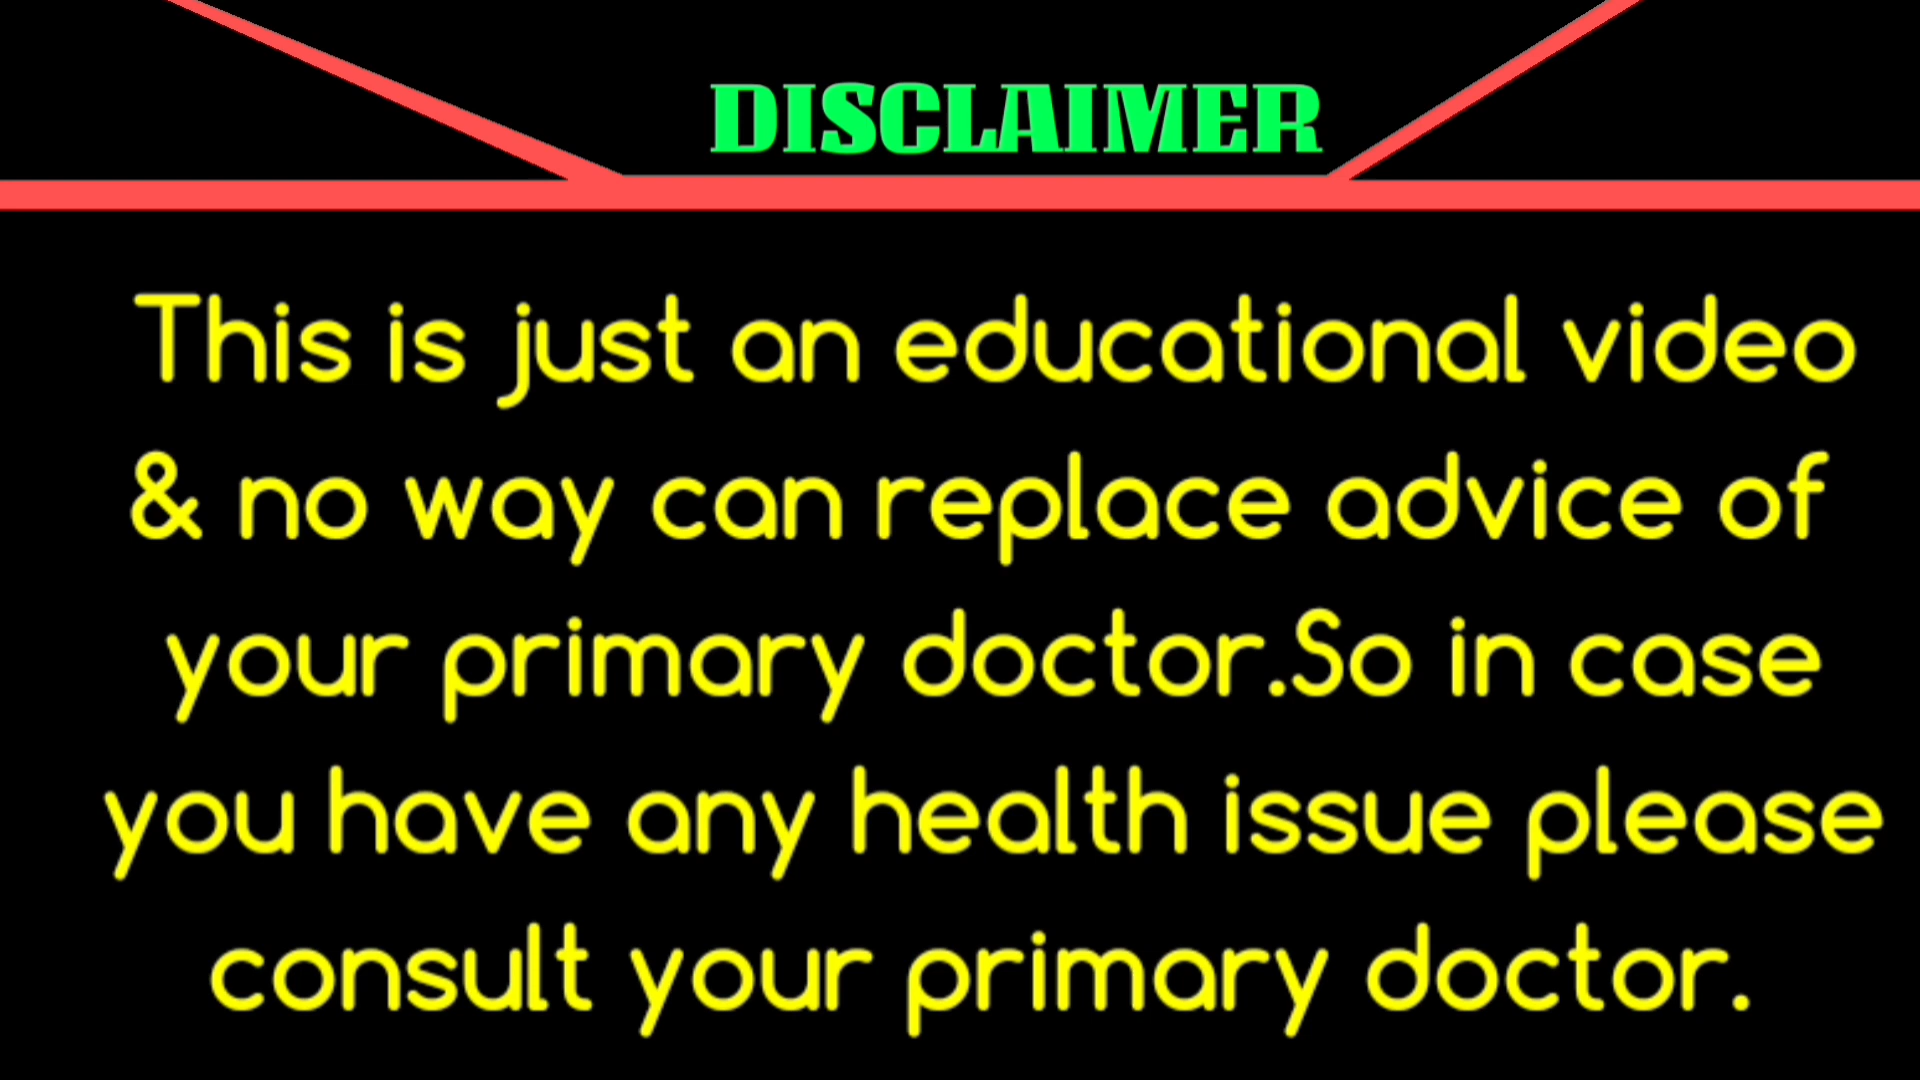 DISCLAIMER
This is just an educational video
& no way can replace advice of
your primary doctor.So in case
you have any health issue please
consult your primary doctor.